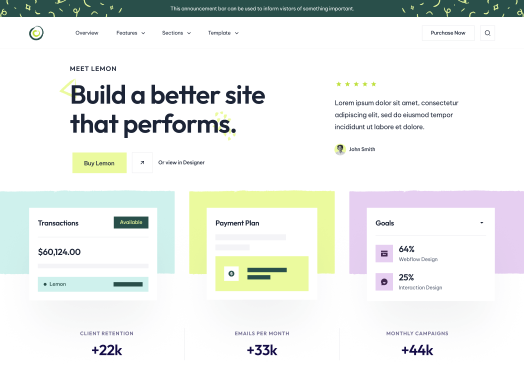 This announcement bar can be used to inform vistors of something important.
Overview
Features
Sections
Template
Purchase Now
MEET LEMON
Build a better site
that performs.
Buy Lemon
Or view in Designer
Lorem ipsum dolor sit amet, consectetur
adipiscing elit, sed do eiusmod tempor
incididunt ut labore et dolore.
John Smith
Transactions
Available
$60,124.00
Lemon
Payment Plan
Goals
64%
Webflow Design
25%
Interaction Design
CLIENT RETENTION
+22k
EMAILS PER MONTH
+33k
MONTHLY CAMPAIGNS
+44k